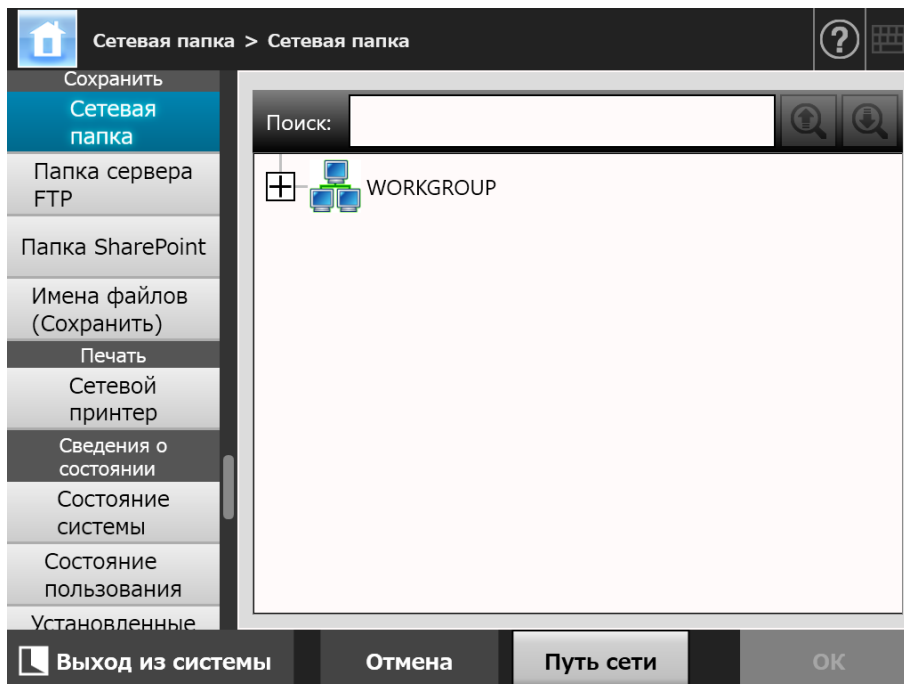 Сетевая папка > Сетевая папка
?
Сохранить
Сетевая
папка
Папка сервера
FTP
Папка SharePoint
Имена файлов
(Сохранить)
Печать
Сетевой
принтер
Сведения о
состоянии
Состояние
системы
Состояние
пользования
Установленные
Поиск:
WORKGROUP
Выход из системы
Отмена
Путь сети
ОК